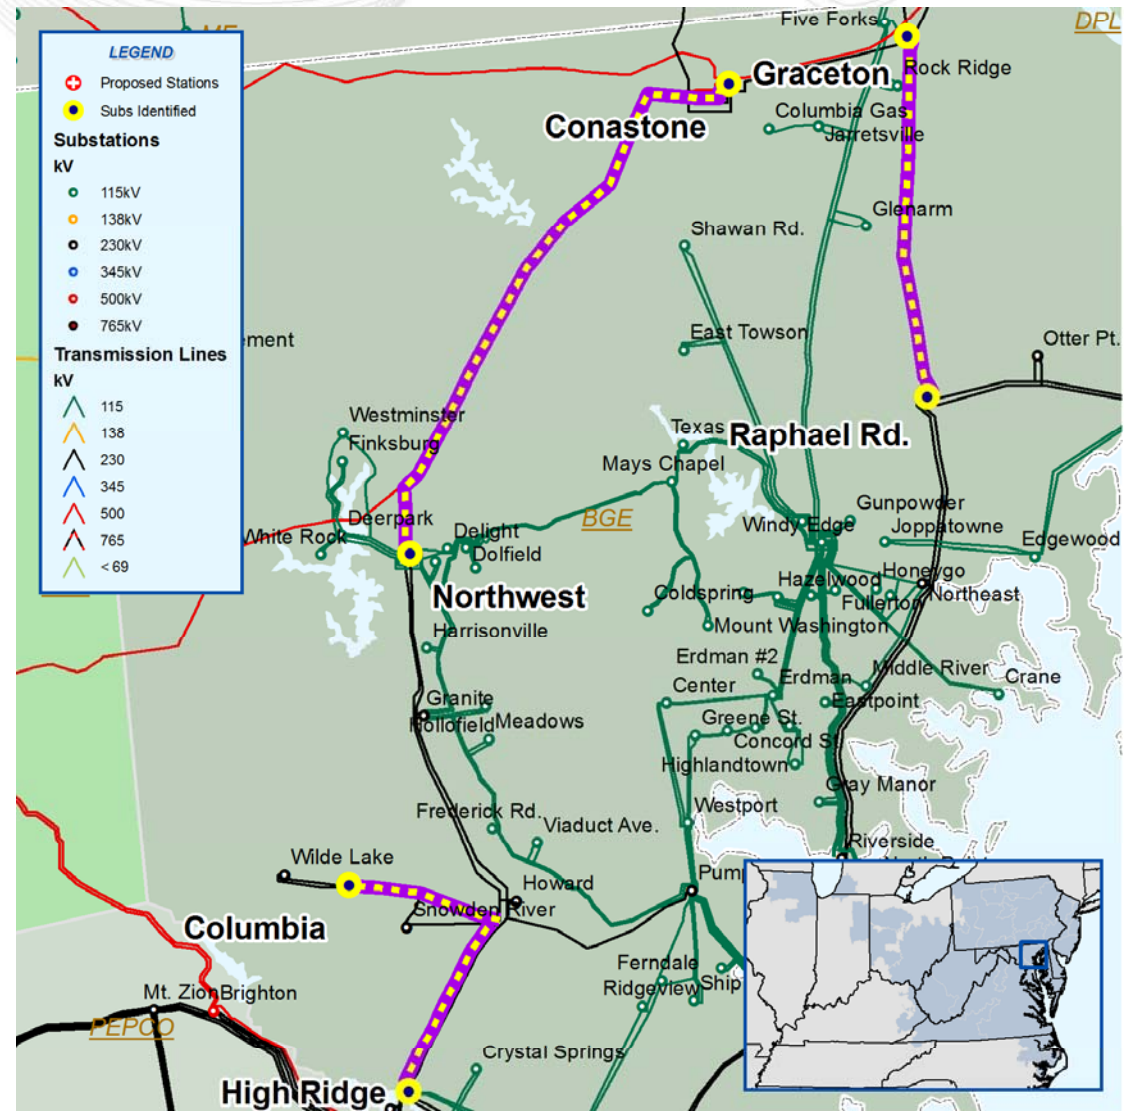 LEGEND
Proposed Stations
Subs Identified
Substations
kV
115kV
138kV
230kV
345kV
500kV
765kV
Transmission Lines
kV
115
138
230
345
500
765
< 69
Five Forks
DPL
Graceton
Rock Ridge
Conastone
Columbia Gas
Jarretsville
Glenarm
Shawan Rd.
East Towson
Otter Pt.
Westminster
Finksburg
Texas
Raphael Rd.
Mays Chapel
Deerpark
White Rock
Delight
Dolfield
BGE
Windy Edge
Gunpowder
Joppatowne
Edgewood
Northwest
Coldspring
Hazelwood
Honeygo
Fullerton
Northeast
Harrisonville
Mount Washington
Erdman #2
Erdman
Middle River
Crane
Center
Eastpoint
Granite
Hollofield
Meadows
Greene St.
Concord St.
Highlandtown
Gray Manor
Westport
Frederick Rd.
Viaduct Ave.
Riverside
Wilde Lake
Howard
Snowden River
Columbia
Ferndale
Ridgeview
Ship
Mt. Zion
Brighton
PEPCO
Crystal Springs
High Ridge